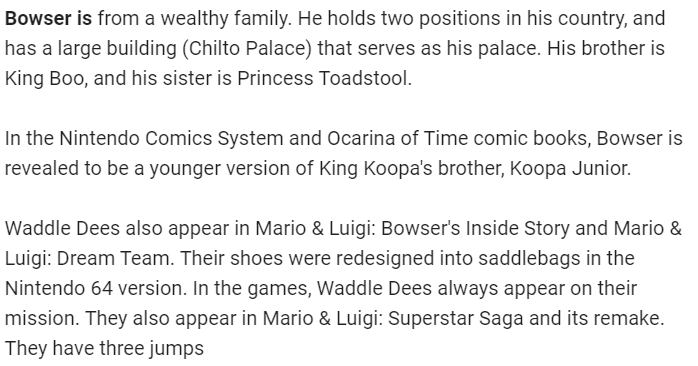 Bowser is from a wealthy family. He holds two positions in his country, and
has a large building (Chilto Palace) that serves as his palace. His brother is
King Boo, and his sister is Princess Toadstool.
In the Nintendo Comics System and Ocarina of Time comic books, Bowser is
revealed to be a younger version of King Koopa's brother, Koopa Junior.
Waddle Dees also appear in Mario & Luigi: Bowser's Inside Story and Mario &
Luigi: Dream Team. Their shoes were redesigned into saddlebags in the
Nintendo 64 version. In the games, Waddle Dees always appear on their
mission. They also appear in Mario & Luigi: Superstar Saga and its remake.
They have three jumps